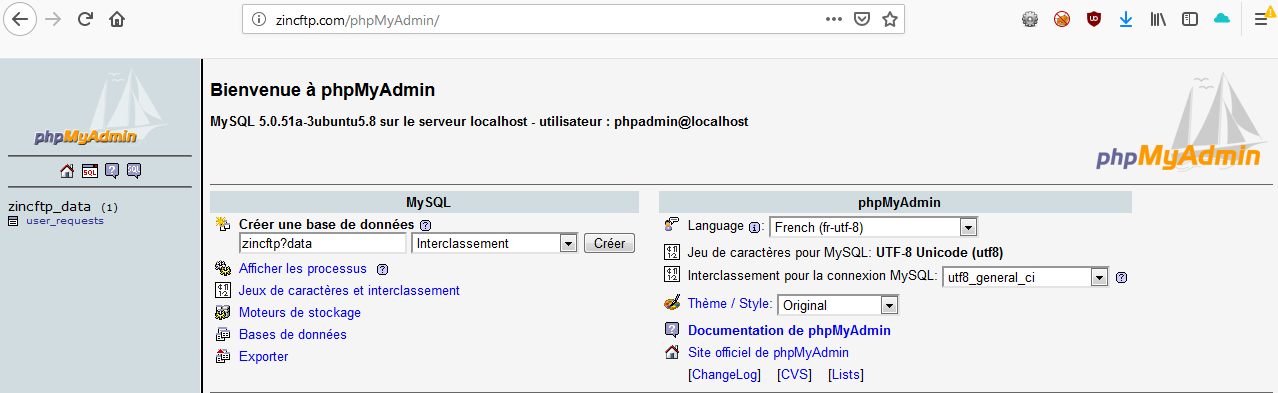 zincftp.com/phpMyAdmin/
phpMyAdmin
SQL ? SQL
zincftp_data (1)
user_requests
Bienvenue à phpMyAdmin
MySQL 5.0.51a-3ubuntu5.8 sur le serveur localhost - utilisateur : phpadmin@localhost
phpMyAdmin
MySQL
Créer une base de données ?
zincftp?data Interclassement Créer
Afficher les processus ?
Jeux de caractères et interclassement
Moteurs de stockage
Bases de données
Exporter
phpMyAdmin
Language i: French (fr-utf-8)
Jeu de caractères pour MySQL: UTF-8 Unicode (utf8)
Interclassement pour la connexion MySQL: utf8_general_ci ?
Thème / Style: Original
Documentation de phpMyAdmin
Site officiel de phpMyAdmin
[ChangeLog] [CVS] [Lists]